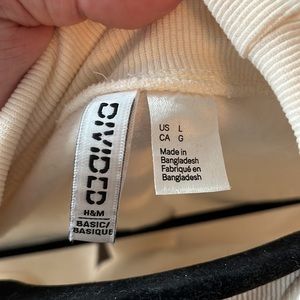 DIVIDED
H&M
BASIC/
BASIQUE
US L
CA G
Made in
Bangladesh
Fabriqué en
Bangladesh